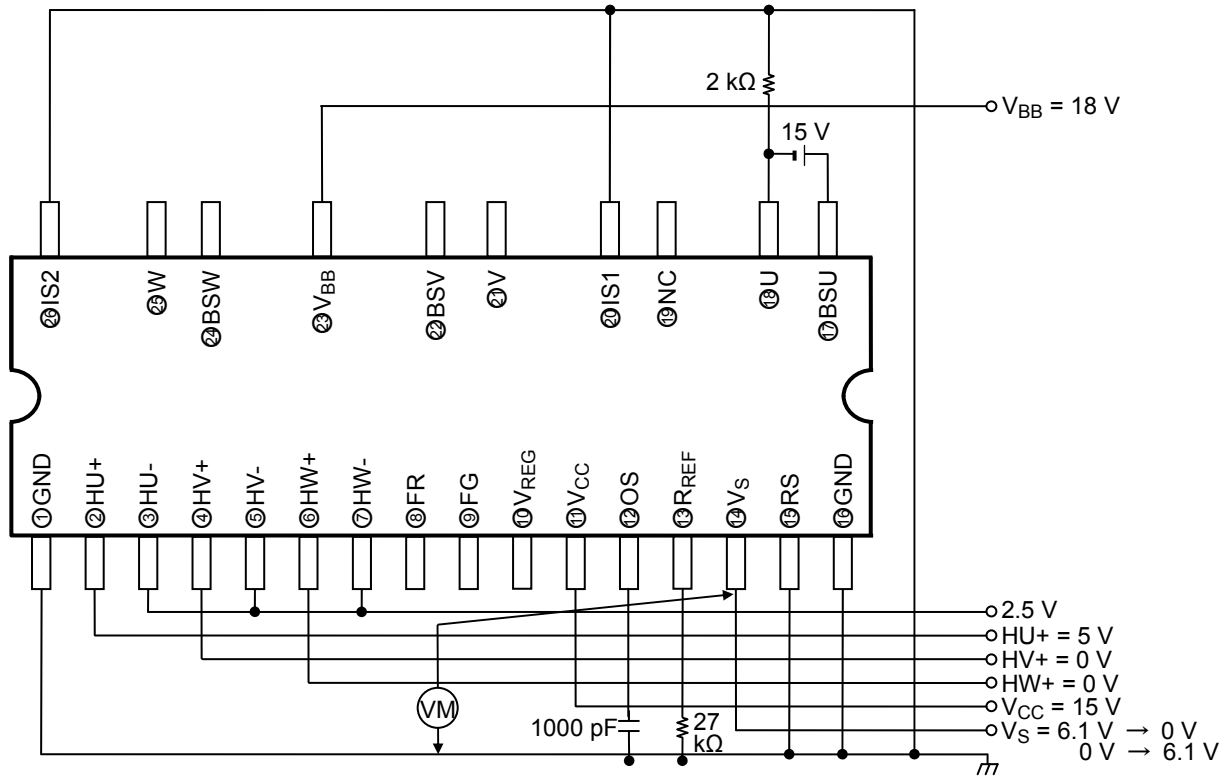 2 kΩ
V_BB = 18 V
15 V
㉖IS2
㉕W
㉔BSW
㉓V_BB
㉒BSV
㉑V
⑳IS1
⑲NC
⑱U
⑰BSU
①GND
②HU+
③HU-
④HV+
⑤HV-
⑥HW+
⑦HW-
⑧FR
⑨FG
⑩V_REG
⑪V_CC
⑫OS
⑬R_REF
⑭V_S
⑮RS
⑯GND
2.5 V
HU+ = 5 V
HV+ = 0 V
HW+ = 0 V
VM
1000 pF
27
kΩ
V_CC = 15 V
V_S = 6.1 V → 0 V
0 V → 6.1 V